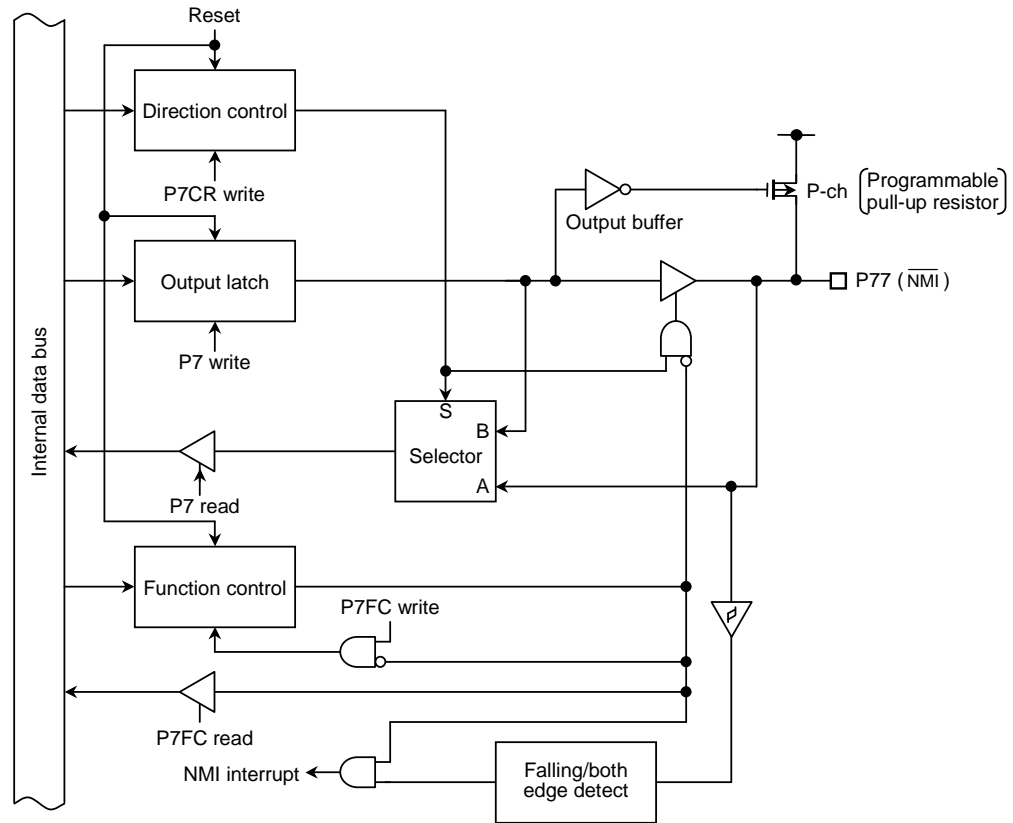 Reset
Direction control
P7CR write
Output buffer
P-ch
Programmable
pull-up resistor
Output latch
P77 (NMI)
P7 write
Internal data bus
S
B
Selector
A
P7 read
Function control
P7FC write
P7FC read
NMI interrupt
Falling/both
edge detect